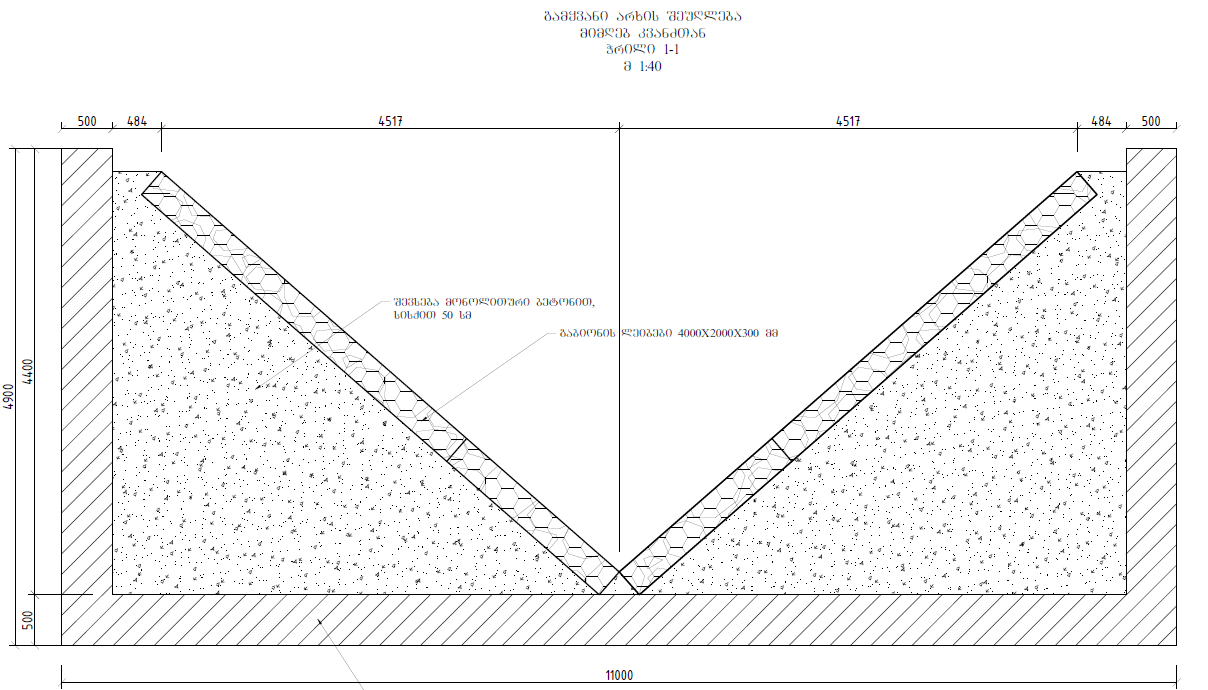 გამყვანი არხის შეუღლება
მიმღებ კვანძთან
ჭრილი 1-1
მ 1:40
500 484 4517 4517 484 500
შევსება მონოლითური ბეტონით,
სისქით 50 სმ
გაბიონის ლეიბები 4000X2000X300 მმ
4400
4900
500
11000